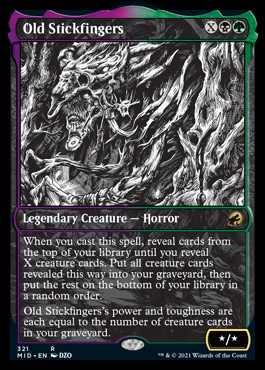 Old Stickfingers X
Legendary Creature — Horror
When you cast this spell, reveal cards from
the top of your library until you reveal
X creature cards. Put all creature cards
revealed this way into your graveyard, then
put the rest on the bottom of your library in
a random order.
Old Stickfingers's power and toughness are
each equal to the number of creature cards
in your graveyard.
*/*
321 R
MID • EN DZO
™ & © 2021 Wizards of the Coast